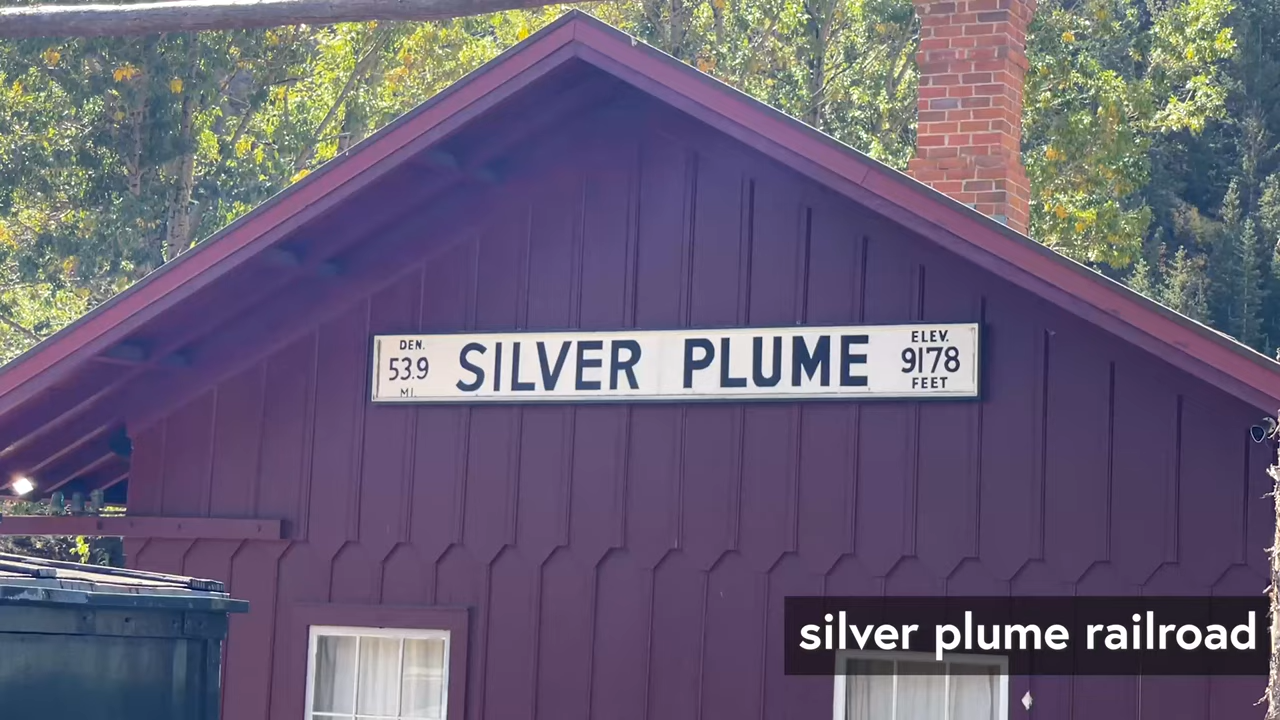 DEN.
53.9
MI.
SILVER PLUME
ELEV.
9178
FEET
silver plume railroad